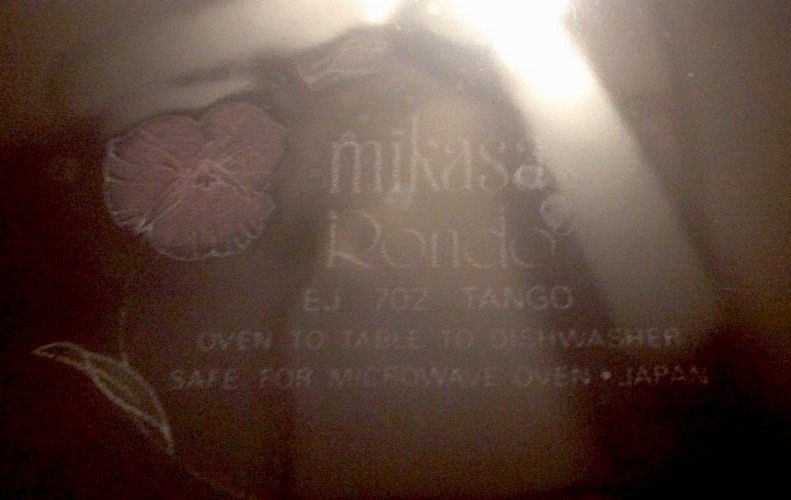 mikasa
Rondo
EJ 702 TANGO
OVEN TO TABLE TO DISHWASHER
SAFE FOR MICROWAVE OVEN • JAPAN